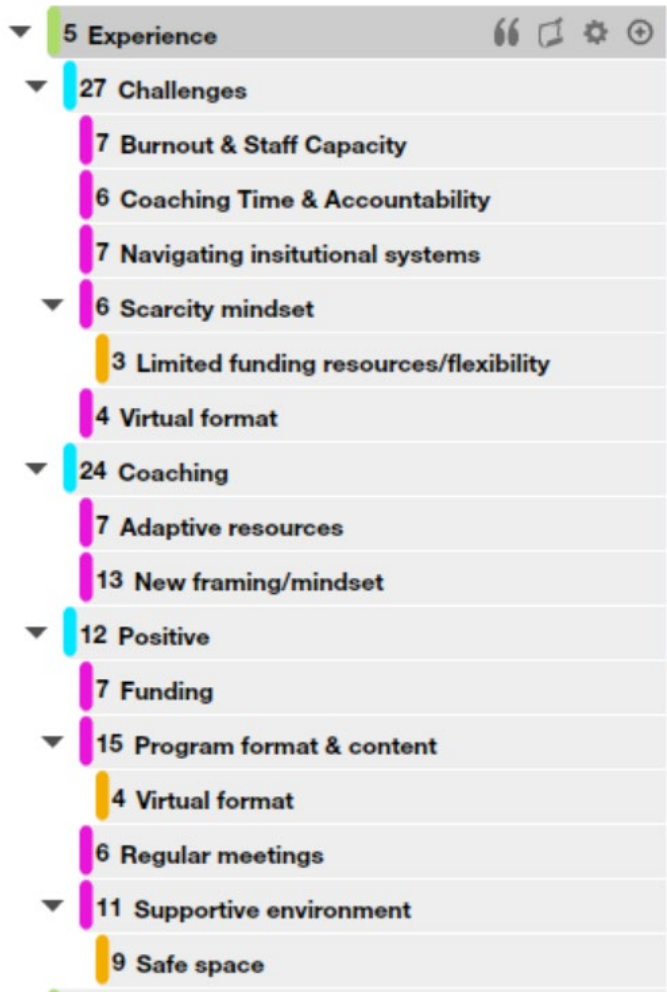 5 Experience
27 Challenges
7 Burnout & Staff Capacity
6 Coaching Time & Accountability
7 Navigating insitutional systems
6 Scarcity mindset
3 Limited funding resources/flexibility
4 Virtual format
24 Coaching
7 Adaptive resources
13 New framing/mindset
12 Positive
7 Funding
15 Program format & content
4 Virtual format
6 Regular meetings
11 Supportive environment
9 Safe space